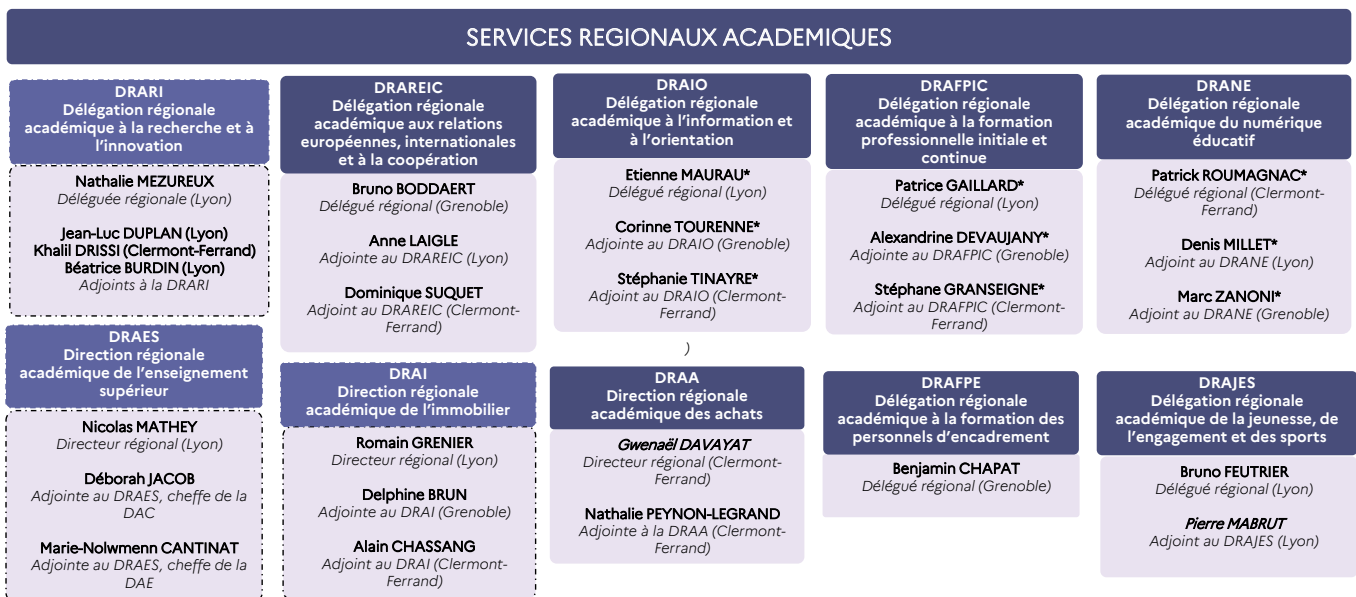 SERVICES REGIONAUX ACADEMIQUES
DRARI
Délégation régionale
académique à la recherche et à
l'innovation
Nathalie MEZUREUX
Déléguée régionale (Lyon)
Jean-Luc DUPLAN (Lyon)
Khalil DRISSI (Clermont-Ferrand)
Béatrice BURDIN (Lyon)
Adjoints à la DRARI
DRAREIC
Délégation régionale
académique aux relations
européennes, internationales
et à la coopération
Bruno BODDAERT
Délégué régional (Grenoble)
Anne LAIGLE
Adjointe au DRAREIC (Lyon)
Dominique SUQUET
Adjoint au DRAREIC (Clermont-
Ferrand)
DRAIO
Délégation régionale
académique à l'information et
à l'orientation
Etienne MAURAU*
Délégué régional (Lyon)
Corinne TOURENNE*
Adjointe au DRAIO (Grenoble)
Stéphanie TINAYRE*
Adjointe au DRAIO (Clermont-
Ferrand)
)
DRAFPIC
Délégation régionale
académique à la formation
professionnelle initiale et
continue
Patrice GAILLARD*
Délégué régional (Lyon)
Alexandrine DEVAUJANY*
Adjointe au DRAFPIC (Grenoble)
Stéphane GRANSEIGNE*
Adjoint au DRAFPIC (Clermont-
Ferrand)
DRANE
Délégation régionale
académique du numérique
éducatif
Patrick ROUMAGNAC*
Délégué régional (Clermont-
Ferrand)
Denis MILLET*
Adjoint au DRANE (Lyon)
Marc ZANONI*
Adjoint au DRANE (Grenoble)
DRAES
Direction régionale
académique de l'enseignement
supérieur
Nicolas MATHEY
Directeur régional (Lyon)
Déborah JACOB
Adjointe au DRAES, cheffe de la
DAC
Marie-Nolwmenn CANTINAT
Adjointe au DRAES, cheffe de la
DAE
DRAI
Direction régionale
académique de l'immobilier
Romain GRENIER
Directeur régional (Lyon)
Delphine BRUN
Adjointe au DRAI (Grenoble)
Alain CHASSANG
Adjoint au DRAI (Clermont-
Ferrand)
DRAA
Direction régionale
académique des achats
Gwenaël DAVAYAT
Directeur régional (Clermont-
Ferrand)
Nathalie PEYNON-LEGRAND
Adjointe à la DRAA (Clermont-
Ferrand)
DRAFPE
Délégation régionale
académique à la formation des
personnels d'encadrement
Benjamin CHAPAT
Délégué régional (Grenoble)
DRAJES
Délégation régionale
académique de la jeunesse, de
l'engagement et des sports
Bruno FEUTRIER
Délégué régional (Lyon)
Pierre MABRUT
Adjoint au DRAJES (Lyon)